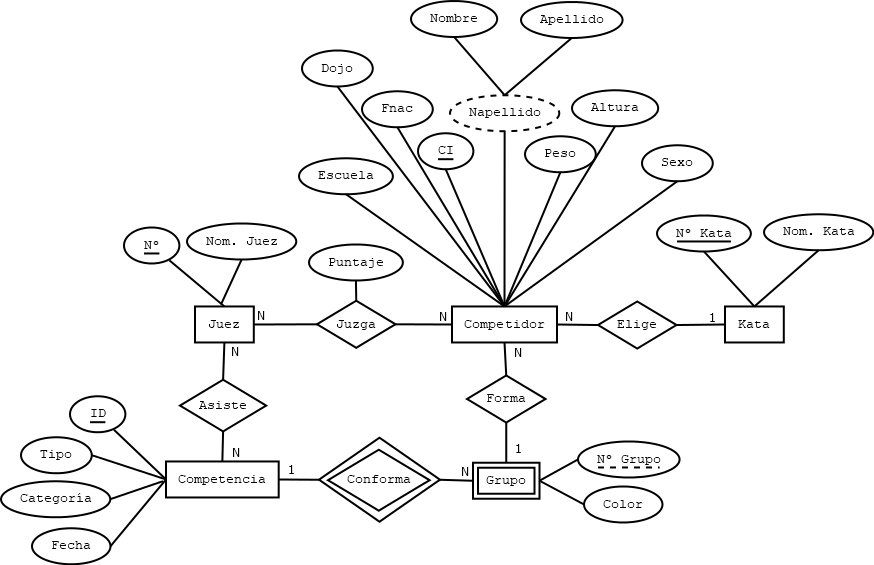 Nombre
Apellido
Dojo
Fnac
Napellido
Altura
CI
Peso
Sexo
Escuela
Nº
Nom. Juez
Nº Kata
Nom. Kata
Puntaje
Juez
N
Juzga
N
Competidor
N
Elige
1
Kata
N
N
Asiste
Forma
ID
N
1
Tipo
Competencia
1
Conforma
N
Grupo
Nº Grupo
Categoría
Color
Fecha